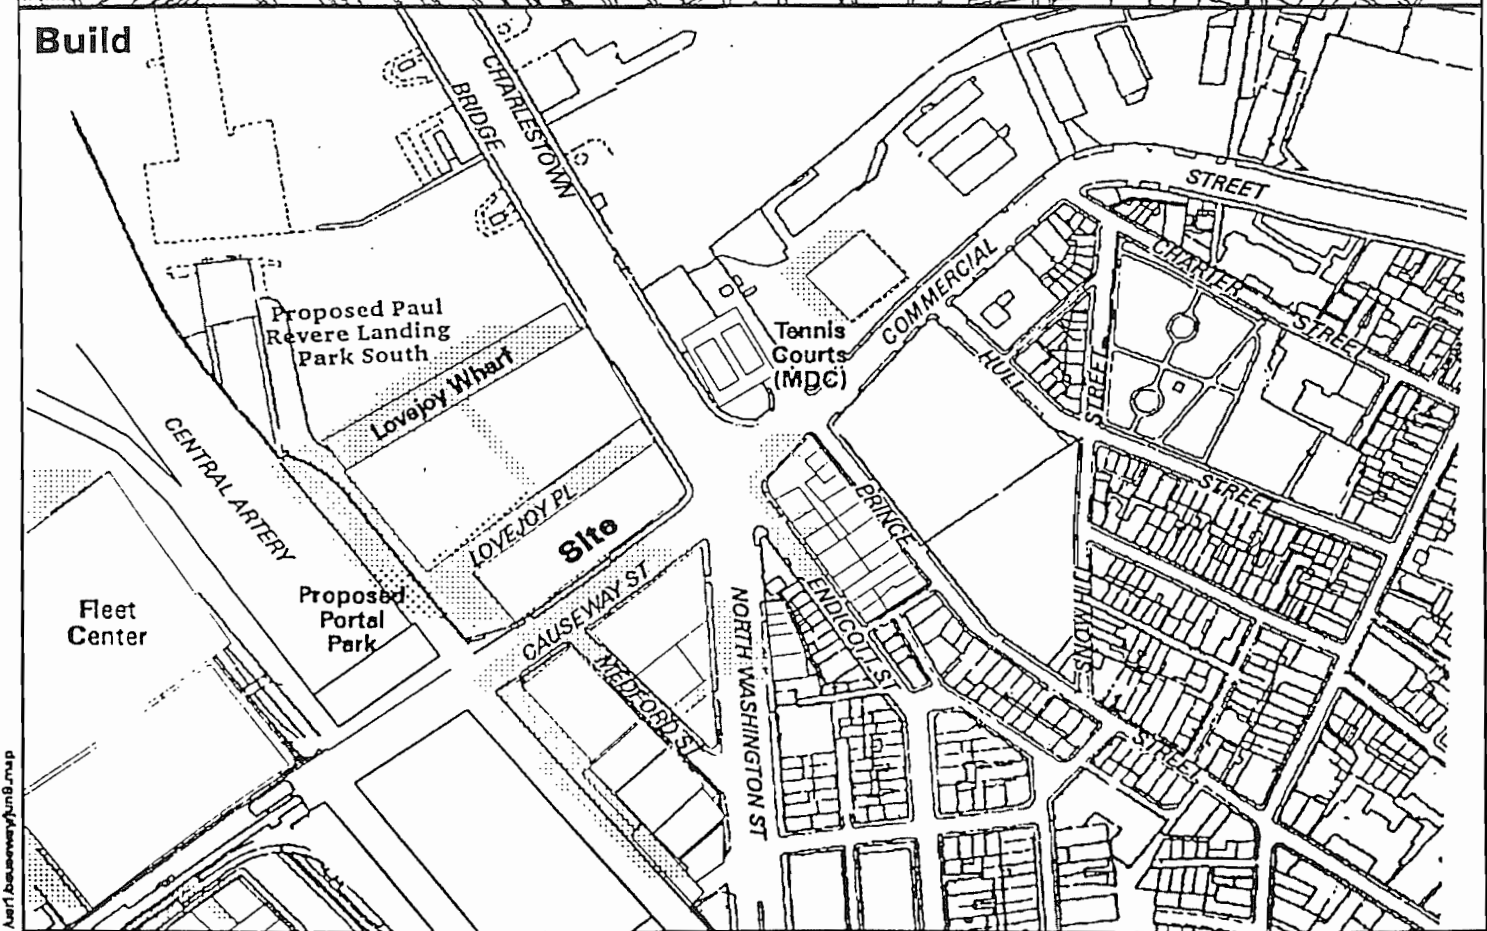 Build
CHARLESTOWN
BRIDGE
STREET
CHARTER
STREET
COMMERCIAL
Proposed Paul
Revere Landing
Park South
Tennis
Courts
(MDC)
HULL
STREET
Lovejoy Wharf
CENTRAL ARTERY
STREE
PRINCE
LOVEJOY PL
Site
CAUSEWAY ST
Proposed
Portal
Park
Fleet
Center
NORTH WASHINGTON ST
ENDICOTT ST
SNOWHILL
MEDFORD ST
STREET